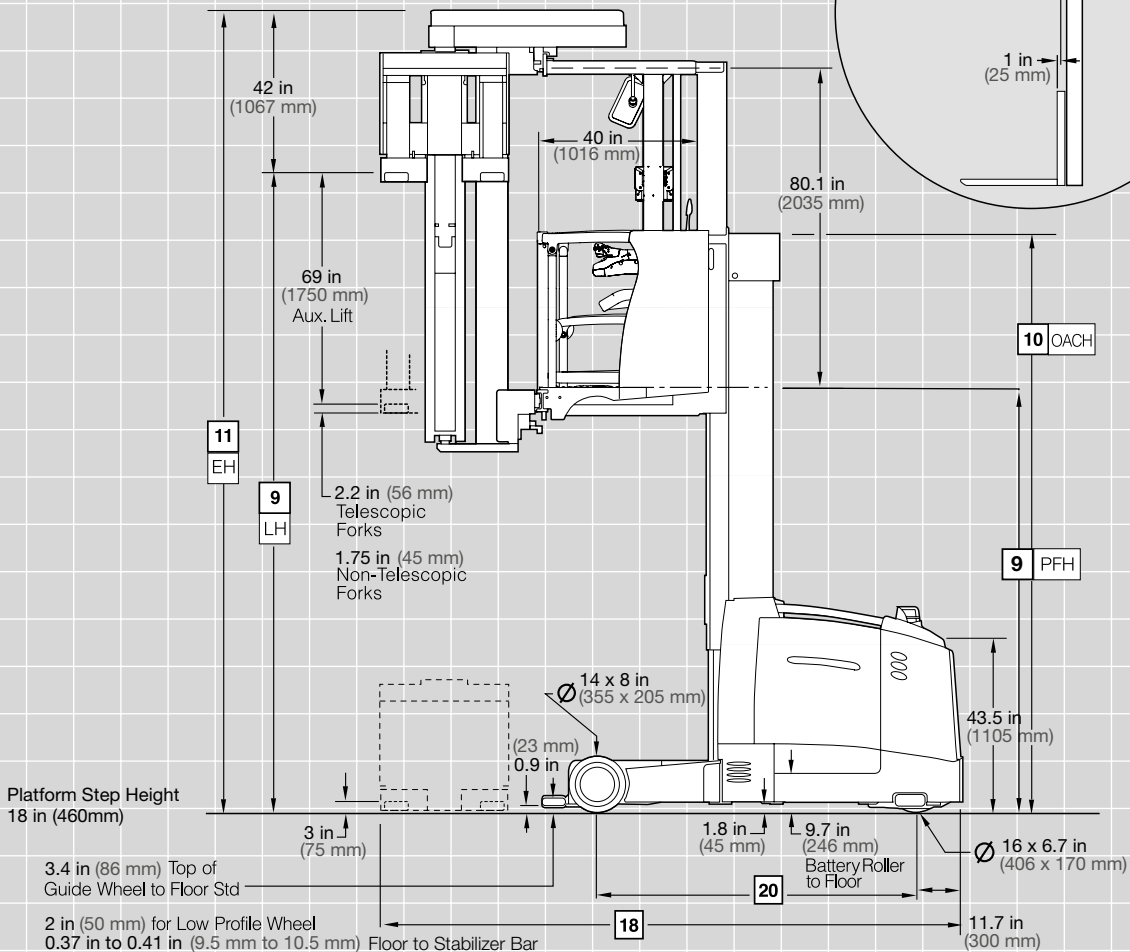 42 in
(1067 mm)
1 in
(25 mm)
40 in
(1016 mm)
80.1 in
(2035 mm)
69 in
(1750 mm)
Aux. Lift
10 OACH
11
EH
9
LH
2.2 in (56 mm)
Telescopic
Forks
1.75 in (45 mm)
Non-Telescopic
Forks
9 PFH
Ø 14 x 8 in
(355 x 205 mm)
43.5 in
(1105 mm)
(23 mm)
0.9 in
Platform Step Height
18 in (460mm)
3 in
(75 mm)
1.8 in
(45 mm)
9.7 in
(246 mm)
Battery Roller
to Floor
Ø 16 x 6.7 in
(406 x 170 mm)
3.4 in (86 mm) Top of
Guide Wheel to Floor Std
20
2 in (50 mm) for Low Profile Wheel
18
11.7 in
(300 mm)
0.37 in to 0.41 in (9.5 mm to 10.5 mm) Floor to Stabilizer Bar